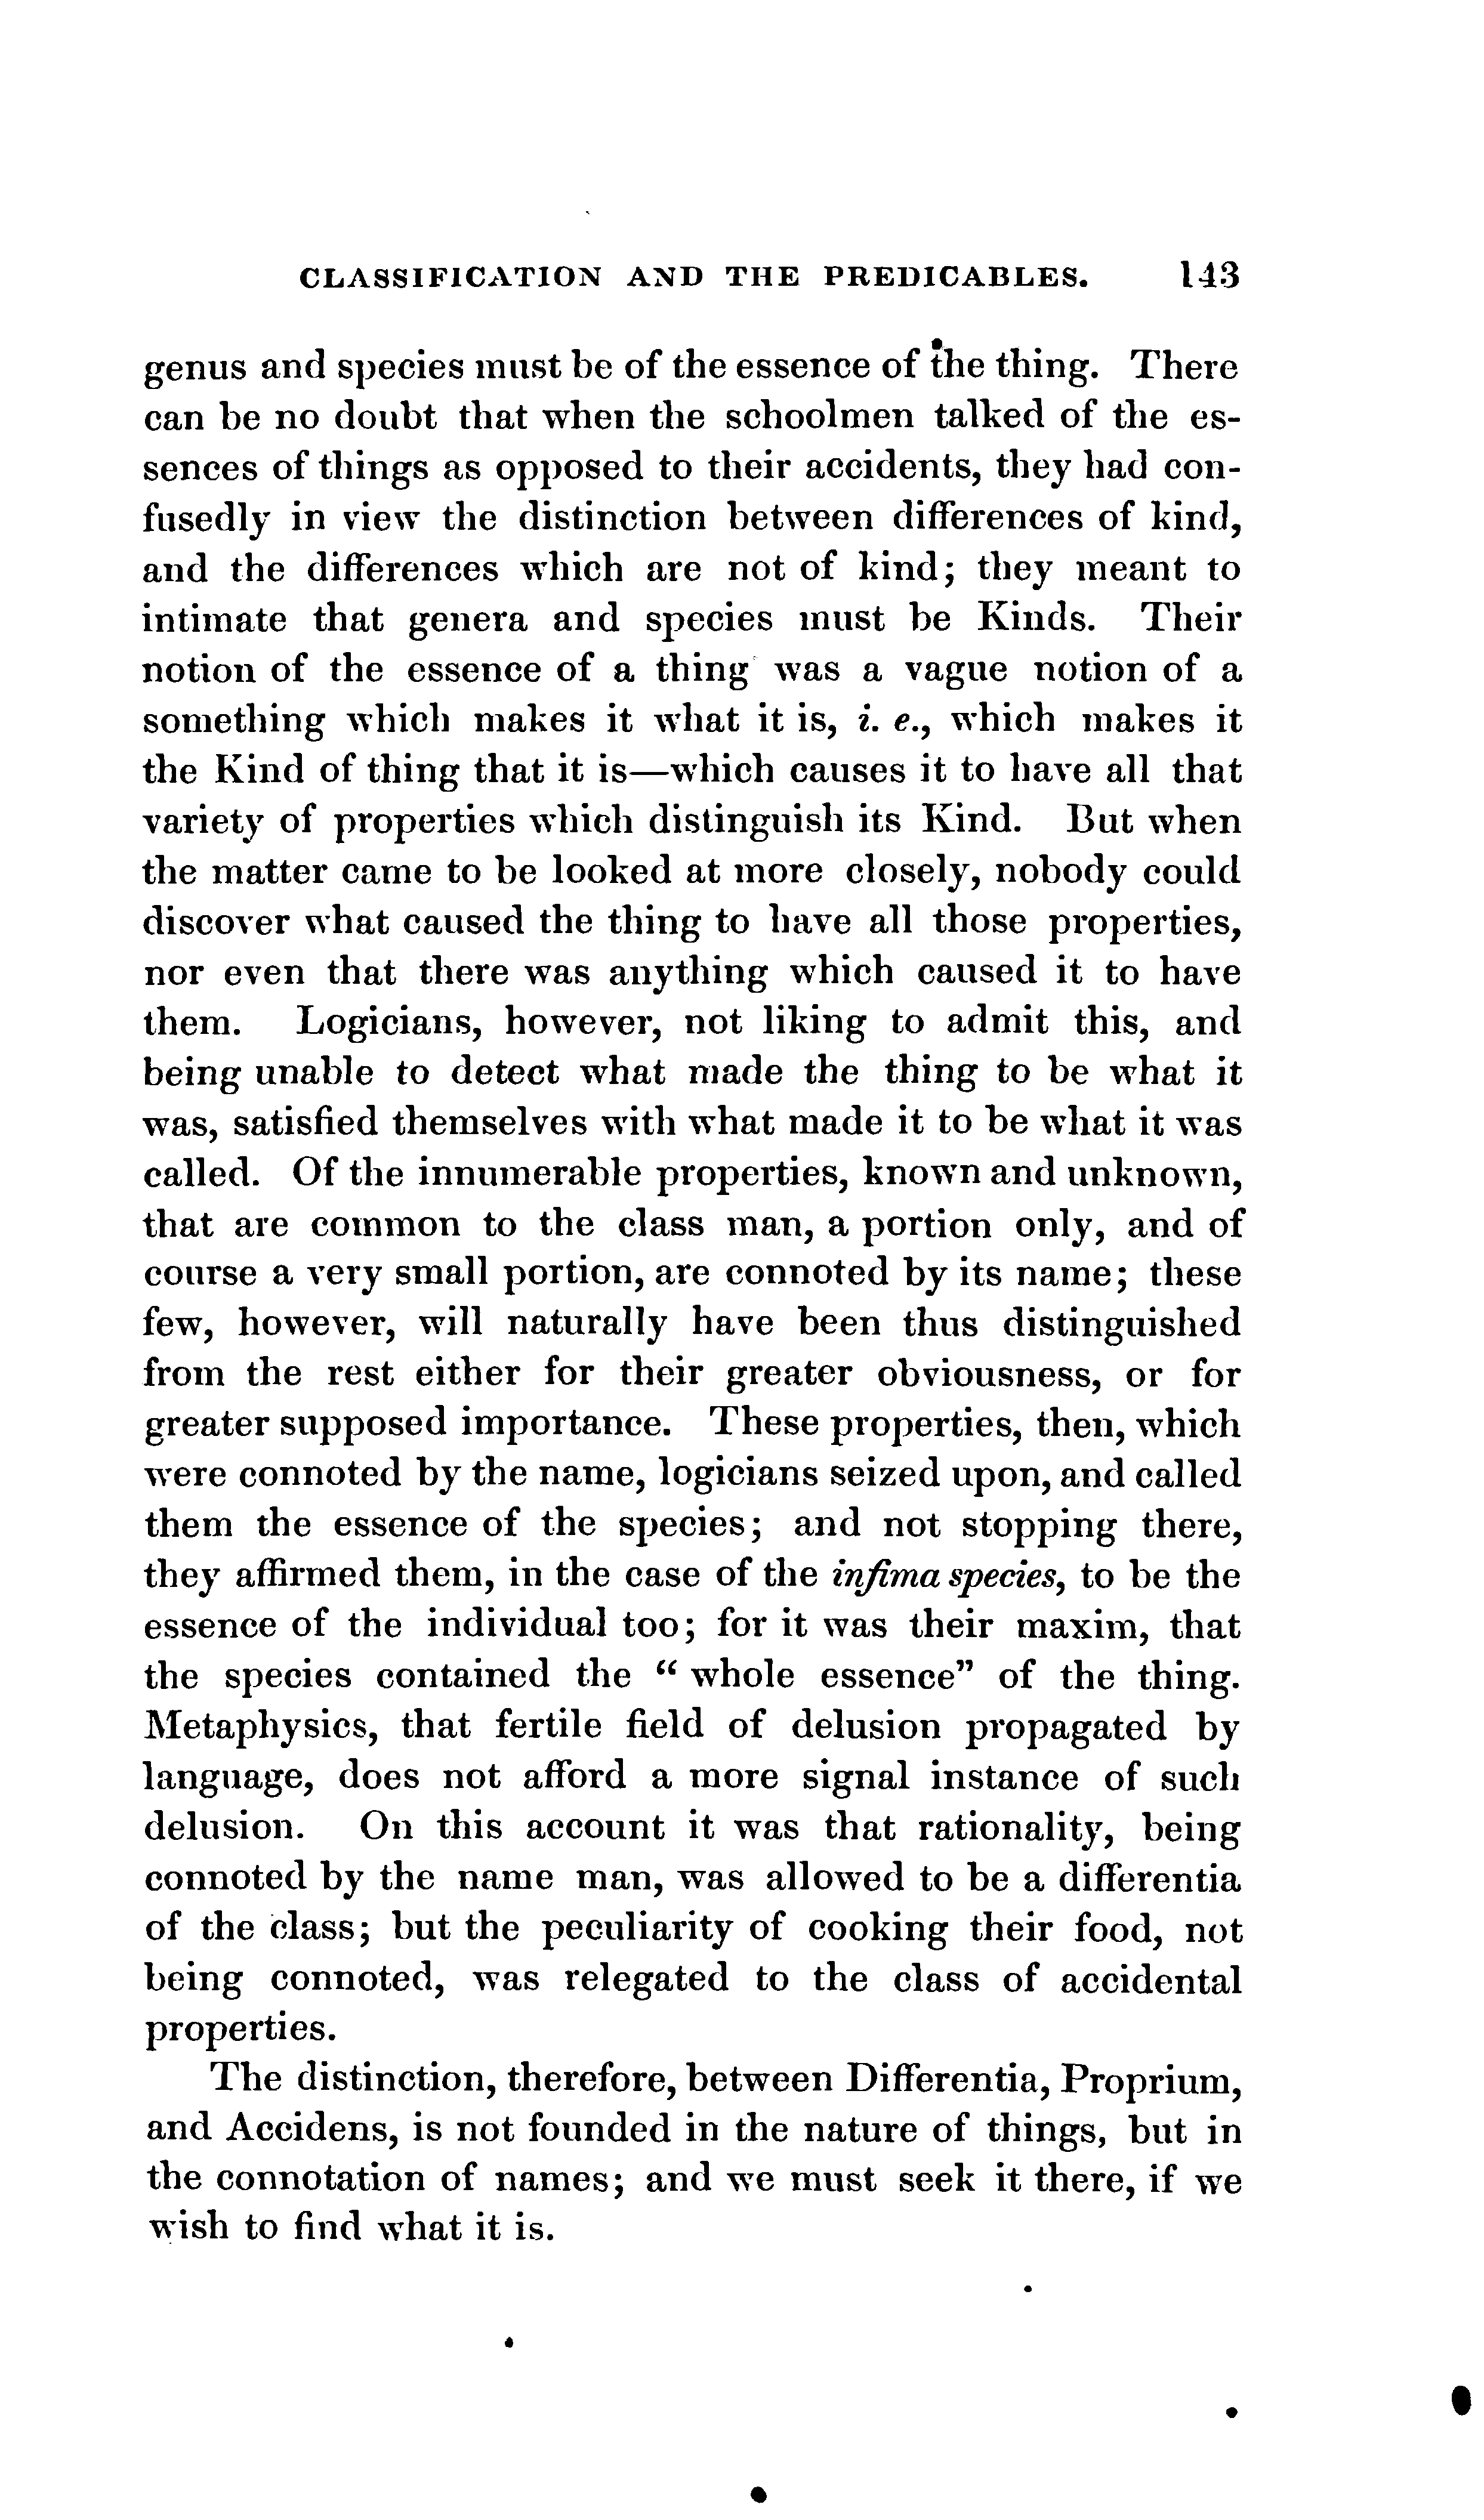 CLASSIFICATION AND THE PREDICABLES. 143
genus and species must be of the essence of the thing. There
can be no doubt that when the schoolmen talked of the es-
sences of things as opposed to their accidents, they had con-
fusedly in view the distinction between differences of kind,
and the differences which are not of kind; they meant to
intimate that genera and species must be Kinds. Their
notion of the essence of a thing was a vague notion of a
something which makes it what it is, i. e., which makes it
the Kind of thing that it is—which causes it to have all that
variety of properties which distinguish its Kind. But when
the matter came to be looked at more closely, nobody could
discover what caused the thing to have all those properties,
nor even that there was anything which caused it to have
them. Logicians, however, not liking to admit this, and
being unable to detect what made the thing to be what it
was, satisfied themselves with what made it to be what it was
called. Of the innumerable properties, known and unknown,
that are common to the class man, a portion only, and of
course a very small portion, are connoted by its name; these
few, however, will naturally have been thus distinguished
from the rest either for their greater obviousness, or for
greater supposed importance. These properties, then, which
were connoted by the name, logicians seized upon, and called
them the essence of the species; and not stopping there,
they affirmed them, in the case of the infima species, to be the
essence of the individual too; for it was their maxim, that
the species contained the “ whole essence” of the thing.
Metaphysics, that fertile field of delusion propagated by
language, does not afford a more signal instance of such
delusion. On this account it was that rationality, being
connoted by the name man, was allowed to be a differentia
of the class; but the peculiarity of cooking their food, not
being connoted, was relegated to the class of accidental
properties.
The distinction, therefore, between Differentia, Proprium,
and Accidens, is not founded in the nature of things, but in
the connotation of names; and we must seek it there, if we
wish to find what it is.